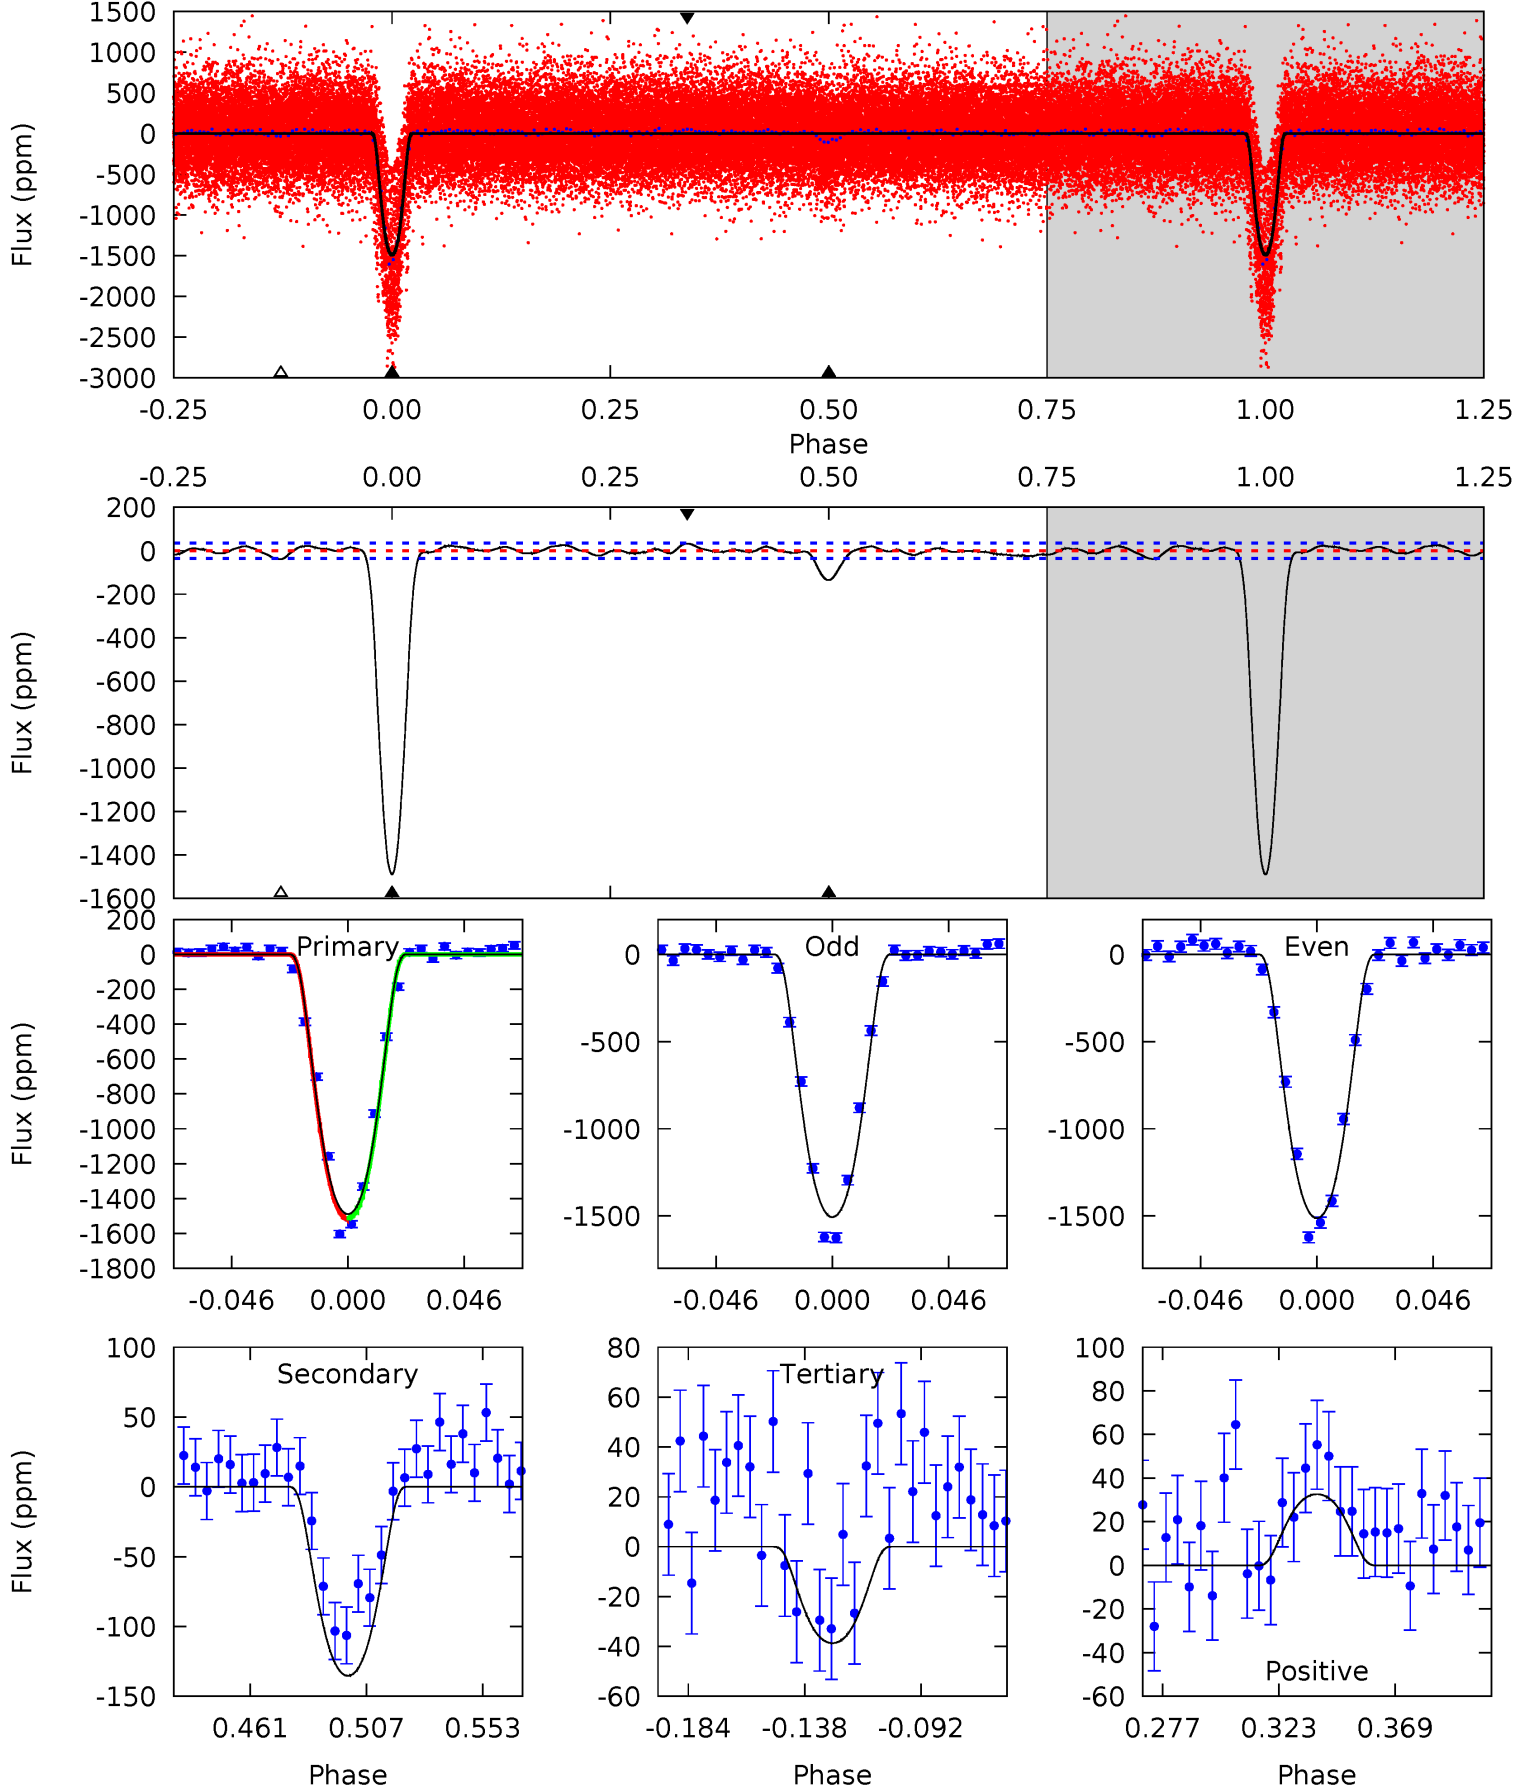 1500
1000
500
0
-500
-1000
-1500
-2000
-2500
-3000
Flux (ppm)
-0.25 0.00 0.25 0.50 0.75 1.00 1.25
Phase
-0.25 0.00 0.25 0.50 0.75 1.00 1.25
200
0
-200
-400
-600
-800
-1000
-1200
-1400
-1600
Flux (ppm)
Primary
200
0
-200
-400
-600
-800
-1000
-1200
-1400
-1600
-1800
Flux (ppm)
-0.046 0.000 0.046
Odd
0
-500
-1000
-1500
-0.046 0.000 0.046
Even
0
-500
-1000
-1500
-0.046 0.000 0.046
Secondary
100
50
0
-50
-100
-150
Flux (ppm)
0.461 0.507 0.553
Phase
Tertiary
80
60
40
20
0
-20
-40
-60
-0.184 -0.138 -0.092
Phase
100
80
60
40
20
0
-20
-40
-60
Positive
0.277 0.323 0.369
Phase